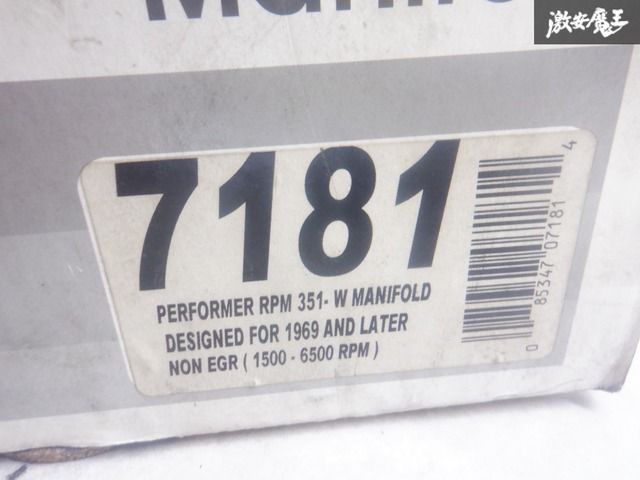 激安魔王
7181
PERFORMER RPM 351- W MANIFOLD
DESIGNED FOR 1969 AND LATER
NON EGR ( 1500 - 6500 RPM )
0 85347 07181 4